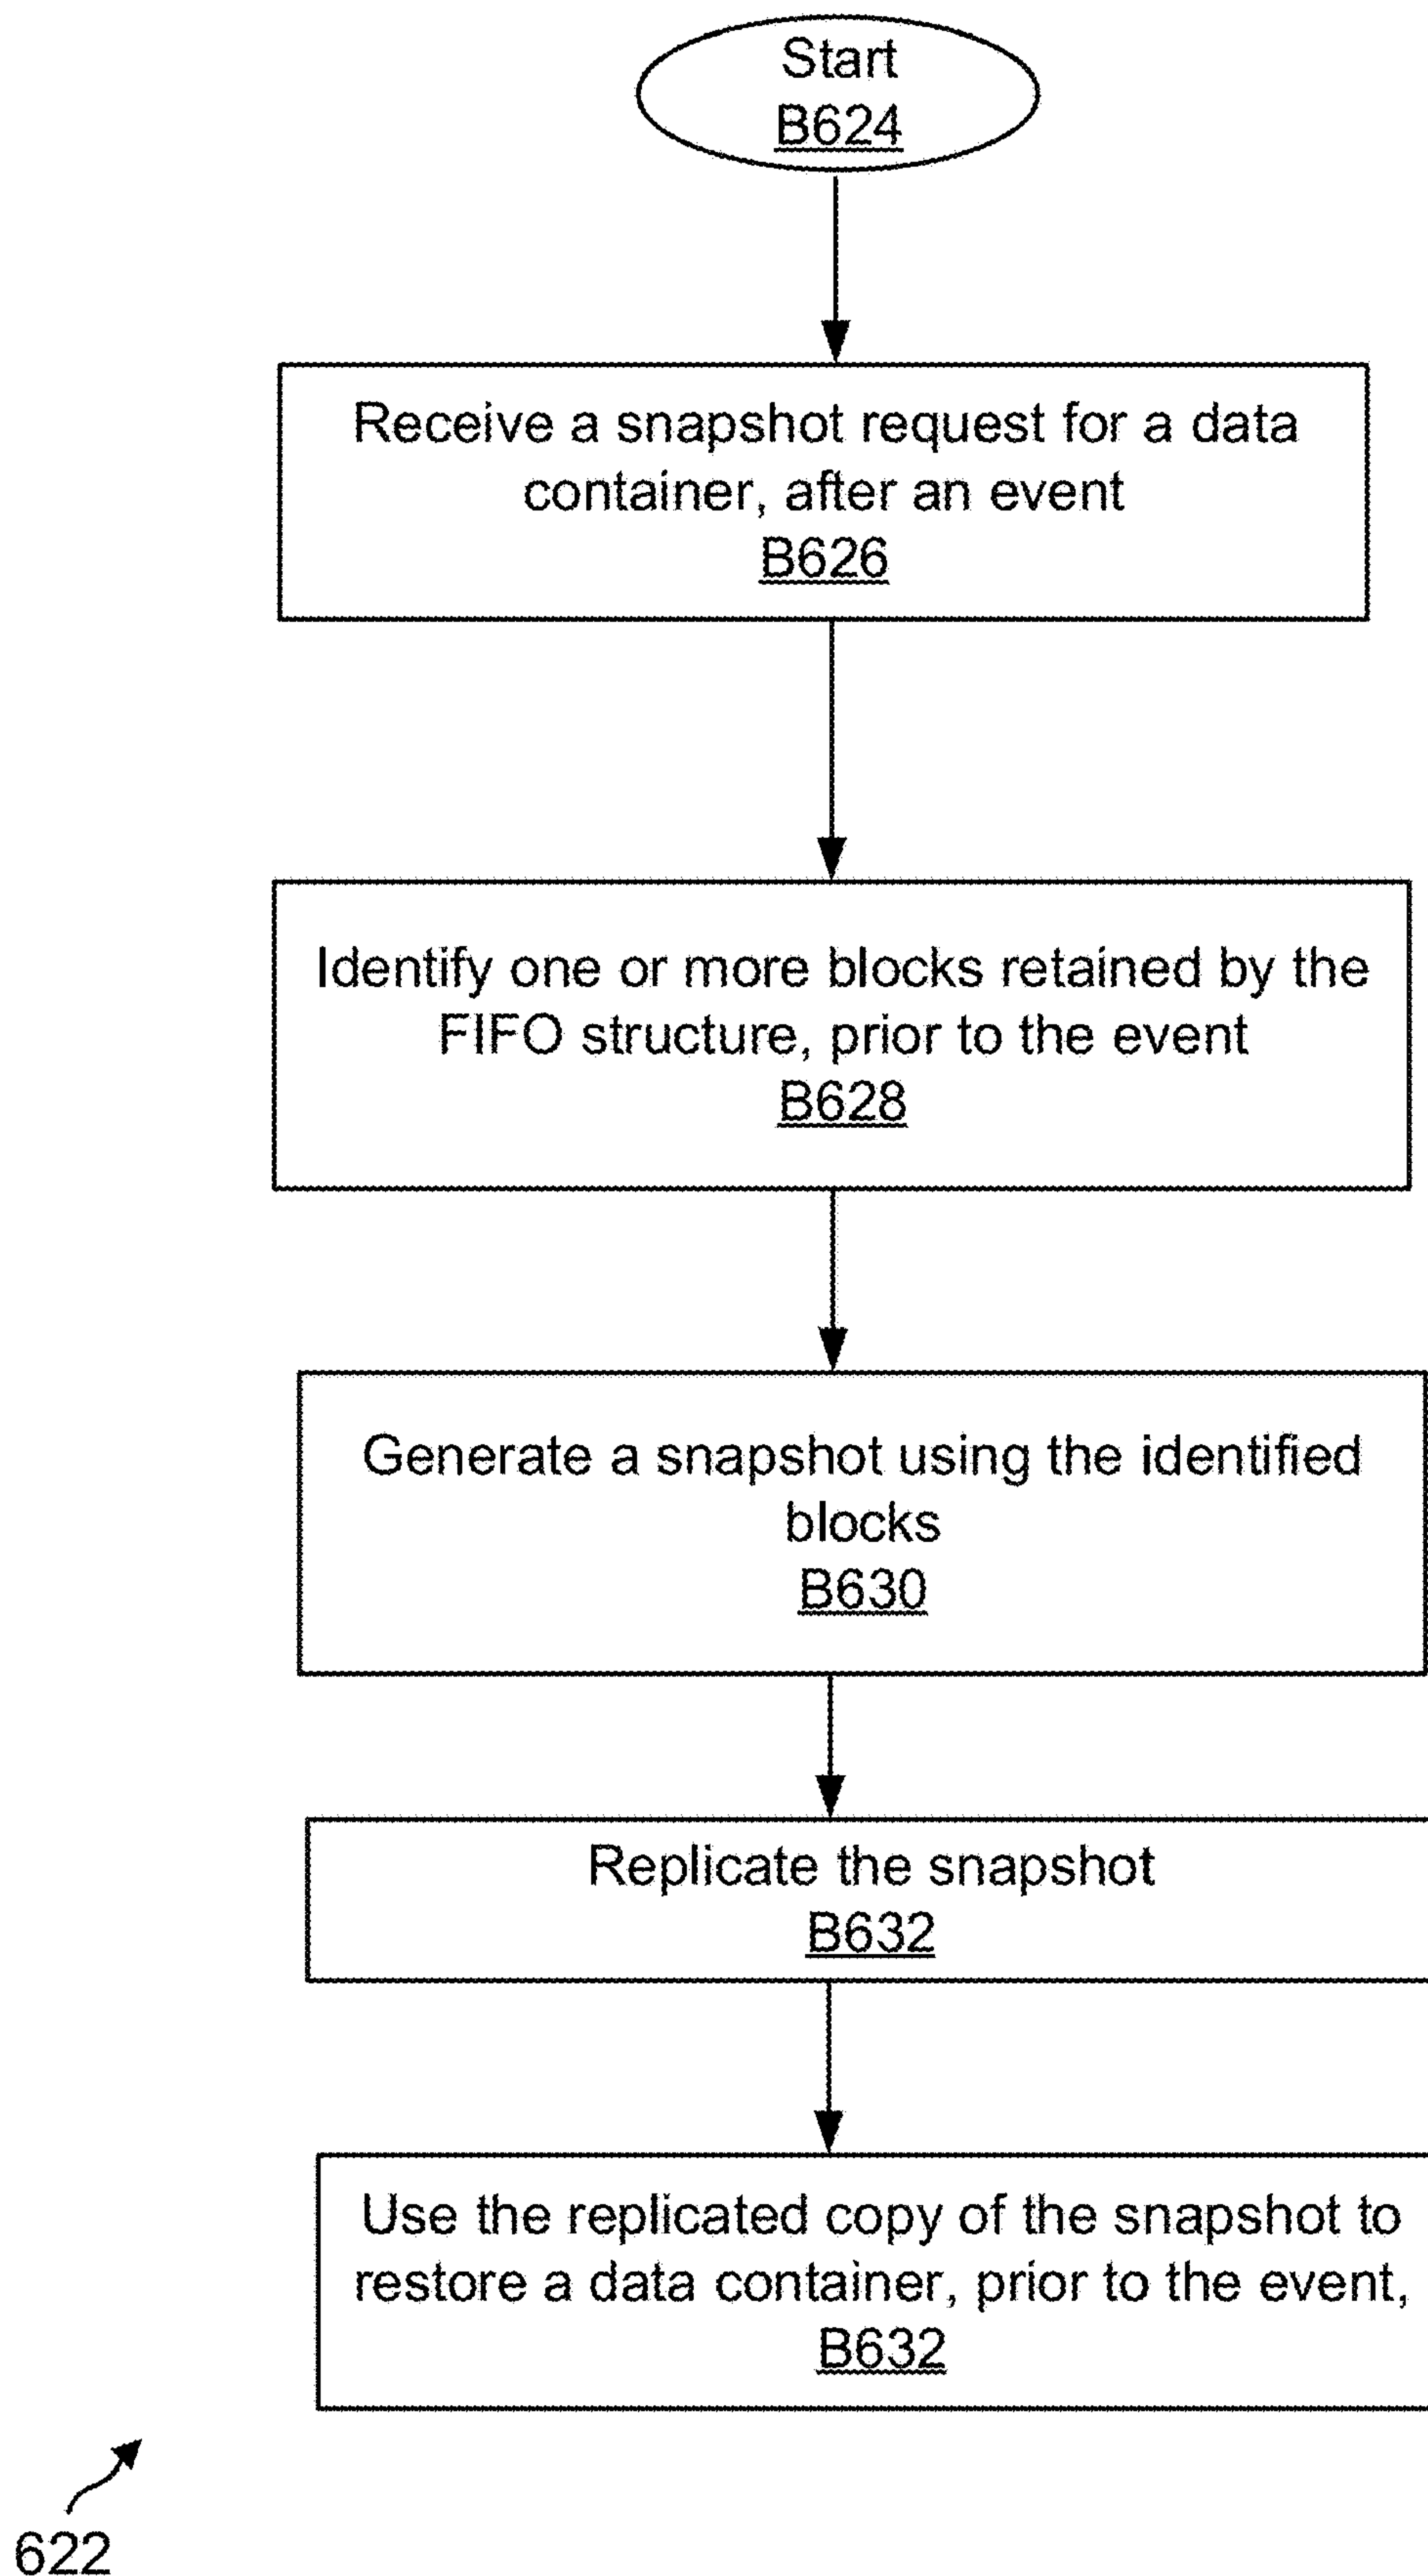 Start
B624
Receive a snapshot request for a data
container, after an event
B626
Identify one or more blocks retained by the
FIFO structure, prior to the event
B628
Generate a snapshot using the identified
blocks
B630
Replicate the snapshot
B632
Use the replicated copy of the snapshot to
restore a data container, prior to the event,
B632
622